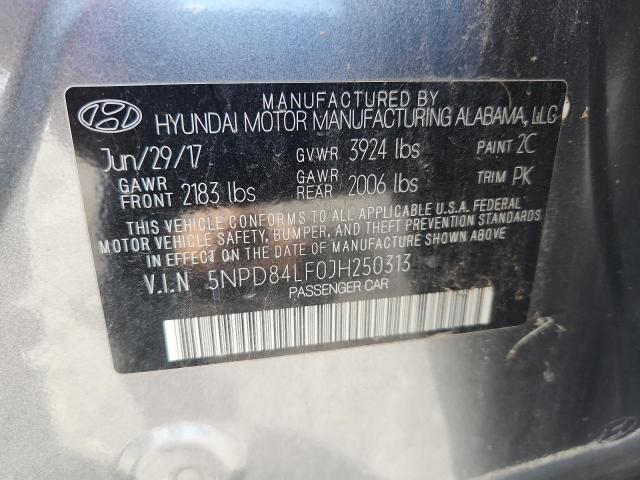 MANUFACTURED BY
HYUNDAI MOTOR MANUFACTURING ALABAMA, LLC
Jun/29/17 GVWR 3924 lbs PAINT 2C
GAWR FRONT 2183 lbs GAWR REAR 2006 lbs TRIM PK
THIS VEHICLE CONFORMS TO ALL APPLICABLE U.S.A. FEDERAL
MOTOR VEHICLE SAFETY, BUMPER, AND THEFT PREVENTION STANDARDS
IN EFFECT ON THE DATE OF MANUFACTURE SHOWN ABOVE.
V.I.N 5NPD84LF0JH250313
PASSENGER CAR